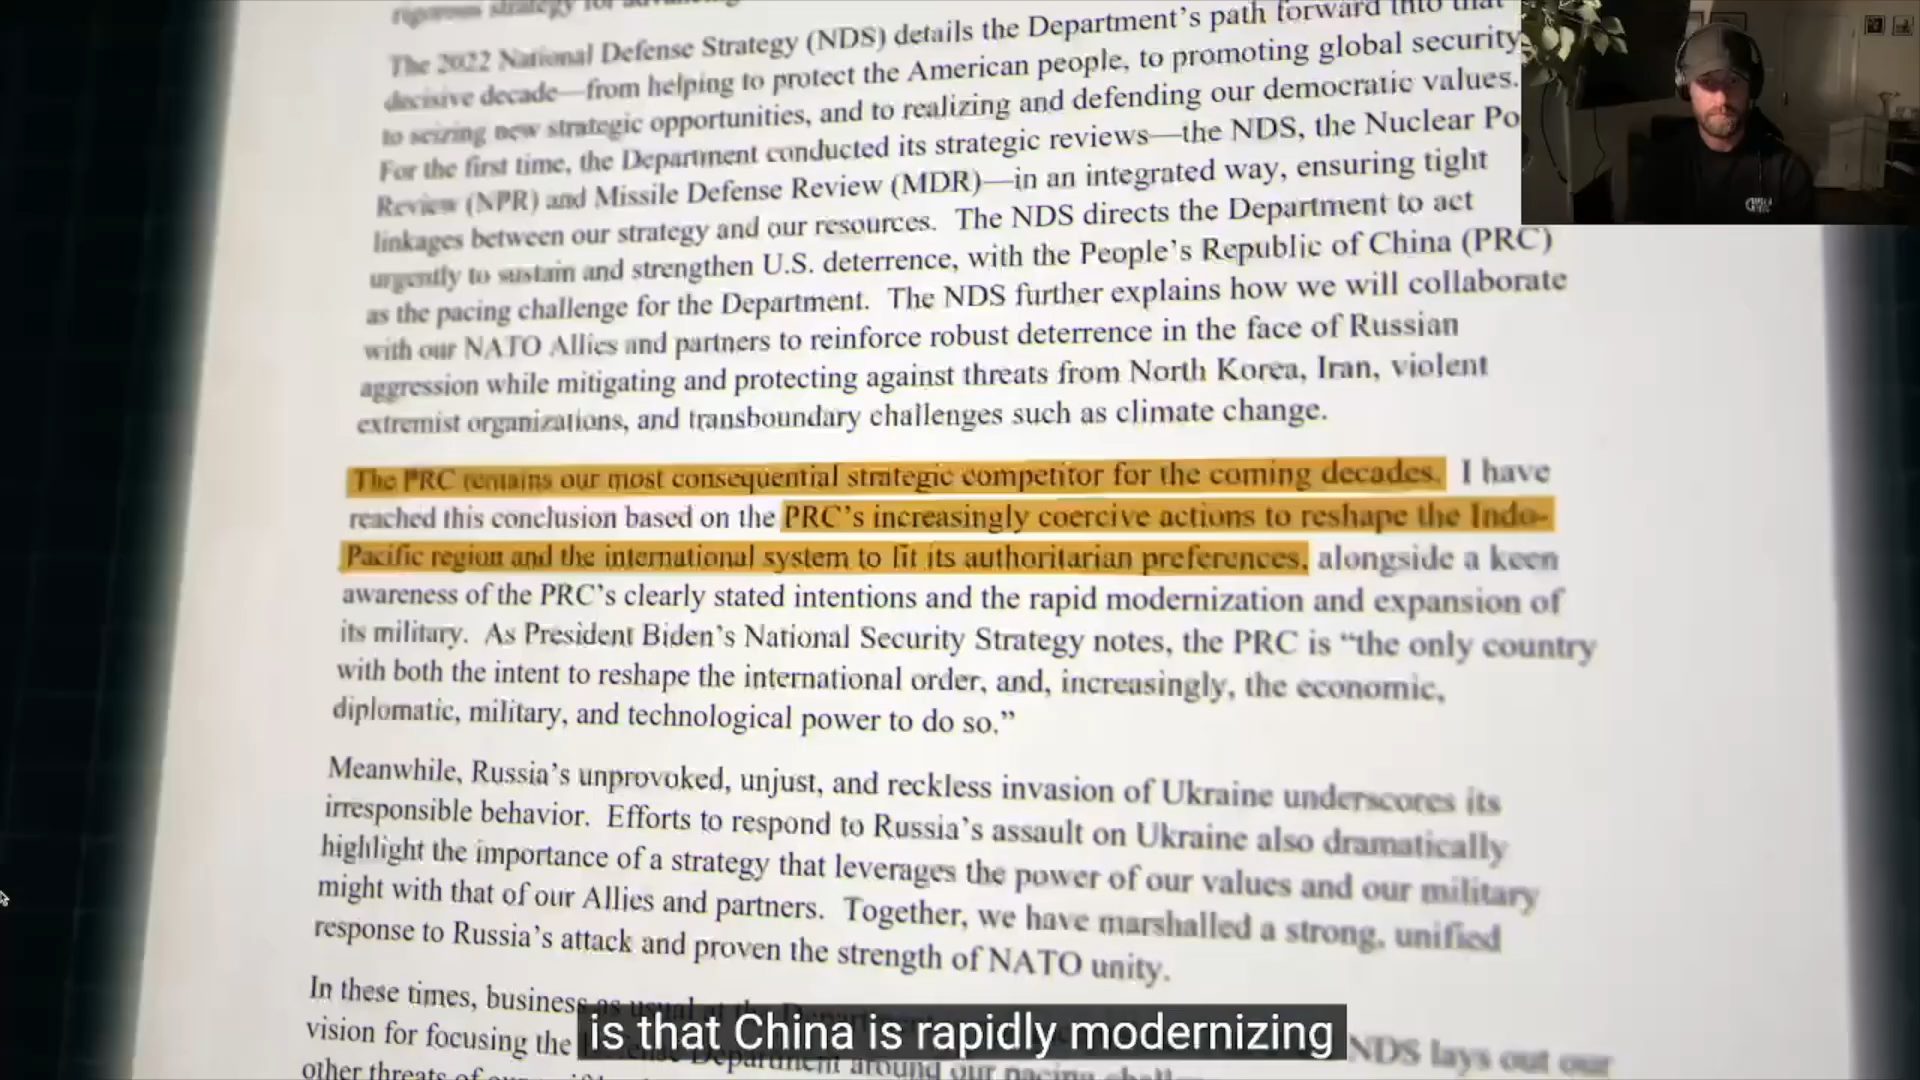 rigorous strategy for
The 2022 National Defense Strategy (NDS) details the Department's path forward into that
decisive decade—from helping to protect the American people, to promoting global security,
to seizing new strategic opportunities, and to realizing and defending our democratic values.
For the first time, the Department conducted its strategic reviews—the NDS, the Nuclear Po
Review (NPR) and Missile Defense Review (MDR)—in an integrated way, ensuring tight
linkages between our strategy and our resources. The NDS directs the Department to act
urgently to sustain and strengthen U.S. deterrence, with the People's Republic of China (PRC)
as the pacing challenge for the Department. The NDS further explains how we will collaborate
with our NATO Allies and partners to reinforce robust deterrence in the face of Russian
aggression while mitigating and protecting against threats from North Korea, Iran, violent
extremist organizations, and transboundary challenges such as climate change.
The PRC remains our most consequential strategic competitor for the coming decades. I have
reached this conclusion based on the PRC's increasingly coercive actions to reshape the Indo-
Pacific region and the international system to fit its authoritarian preferences, alongside a keen
awareness of the PRC's clearly stated intentions and the rapid modernization and expansion of
its military. As President Biden's National Security Strategy notes, the PRC is “the only country
with both the intent to reshape the international order, and, increasingly, the economic,
diplomatic, military, and technological power to do so.”
Meanwhile, Russia's unprovoked, unjust, and reckless invasion of Ukraine underscores its
irresponsible behavior. Efforts to respond to Russia's assault on Ukraine also dramatically
highlight the importance of a strategy that leverages the power of our values and our military
might with that of our Allies and partners. Together, we have marshalled a strong, unified
response to Russia's attack and proven the strength of NATO unity.
In these times, business as usual at the
vision for focusing the Defense Department around our pacing NDS lays out our
other threats of
is that China is rapidly modernizing